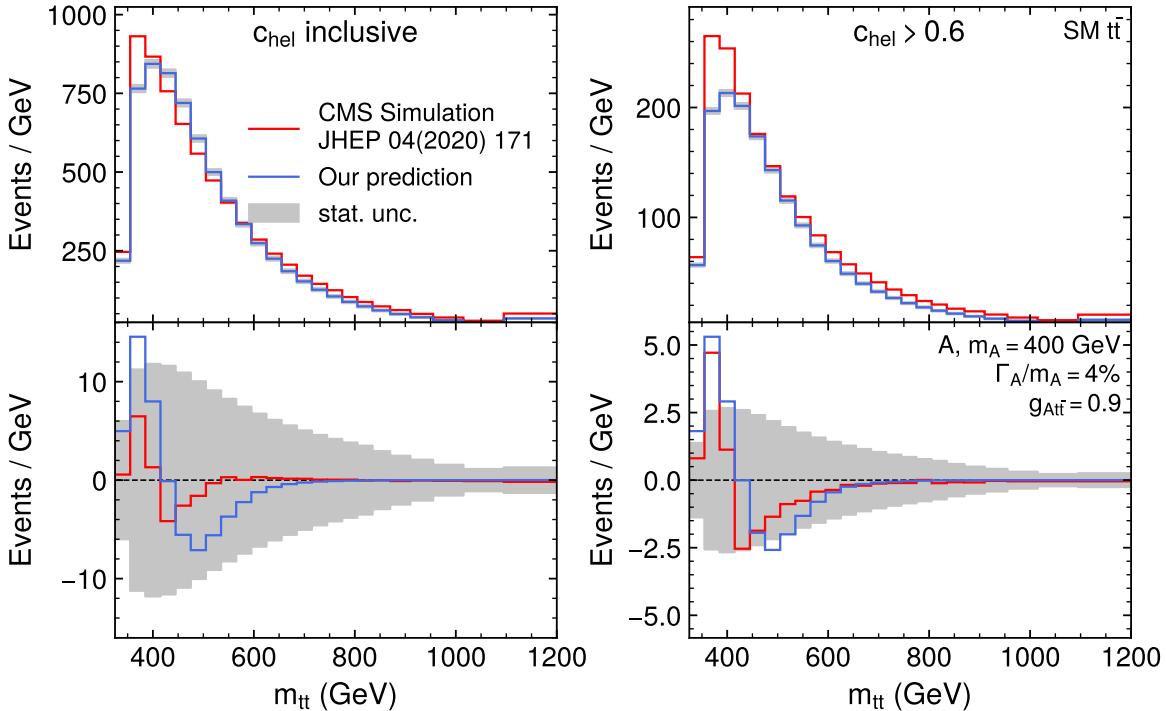 c_hel inclusive
1000
750
500
250
Events / GeV
CMS Simulation
JHEP 04(2020) 171
Our prediction
stat. unc.
c_hel > 0.6
SM tt̄
200
100
Events / GeV
10
0
−10
Events / GeV
400
600
800
1000
1200
m_tt (GeV)
A, m_A = 400 GeV
Γ_A/m_A = 4%
g_Att̄ = 0.9
5.0
2.5
0.0
−2.5
−5.0
Events / GeV
400
600
800
1000
1200
m_tt (GeV)